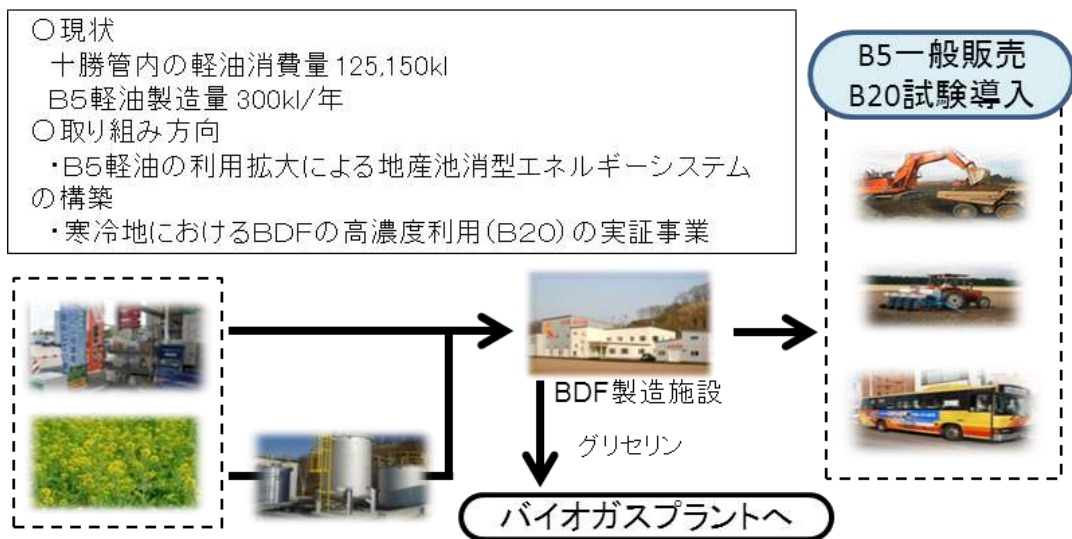 ○現状
十勝管内の軽油消費量 125,150kl
B5軽油製造量 300kl/年
○取り組み方向
・B5軽油の利用拡大による地産池消型エネルギーシステム
の構築
・寒冷地におけるBDFの高濃度利用(B20)の実証事業
B5一般販売
B20試験導入
BDF製造施設
グリセリン
バイオガスプラントへ